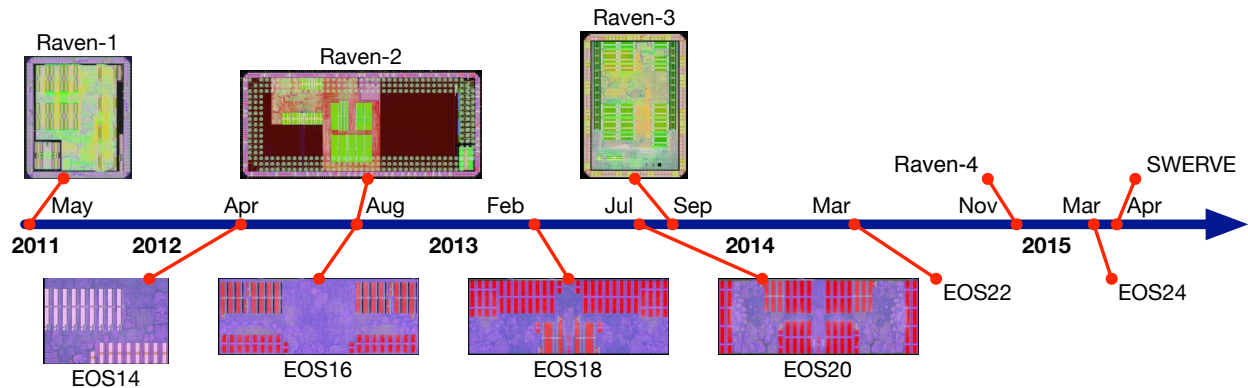 Raven-1
Raven-2
Raven-3
Raven-4
SWERVE
May
Apr
Aug
Feb
Jul
Sep
Mar
Nov
Mar
Apr
2011
2012
2013
2014
2015
EOS14
EOS16
EOS18
EOS20
EOS22
EOS24